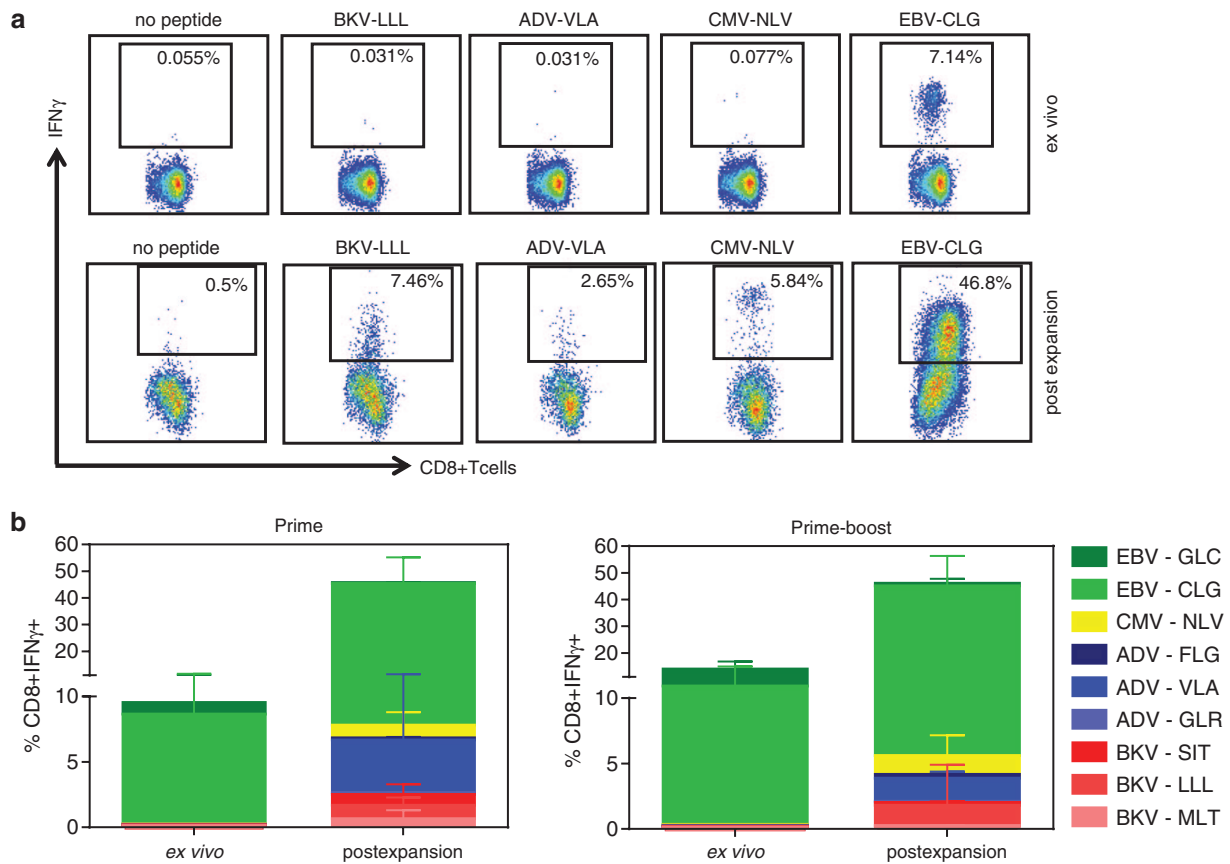 a
no peptide BKV-LLL ADV-VLA CMV-NLV EBV-CLG
0.055% 0.031% 0.031% 0.077% 7.14%
IFNγ
ex vivo
no peptide BKV-LLL ADV-VLA CMV-NLV EBV-CLG
0.5% 7.46% 2.65% 5.84% 46.8%
post expansion
CD8+Tcells
b
Prime
% CD8+IFNγ+
60
50
40
30
20
10
5
0
ex vivo postexpansion
Prime-boost
% CD8+IFNγ+
60
50
40
30
20
10
5
0
ex vivo postexpansion
EBV - GLC
EBV - CLG
CMV - NLV
ADV - FLG
ADV - VLA
ADV - GLR
BKV - SIT
BKV - LLL
BKV - MLT